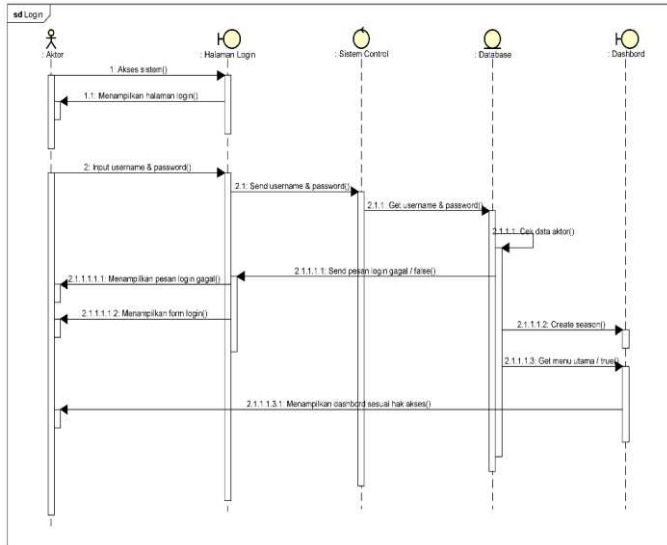 sd Login
: Aktor
: Halaman Login
: Sistem Control
: Database
: Dashbord
1: Akses sistem()
1.1: Menampilkan halaman login()
2: Input username & password()
2.1: Send username & password()
2.1.1: Get username & password()
2.1.1.1: Cek data aktor()
2.1.1.1.1: Send pesan login gagal / false()
2.1.1.1.1.1: Menampilkan pesan login gagal()
2.1.1.1.1.2: Menampilkan form login()
2.1.1.1.2: Create season()
2.1.1.1.3: Get menu utama / true()
2.1.1.1.3.1: Menampilkan dashbord sesuai hak akses()